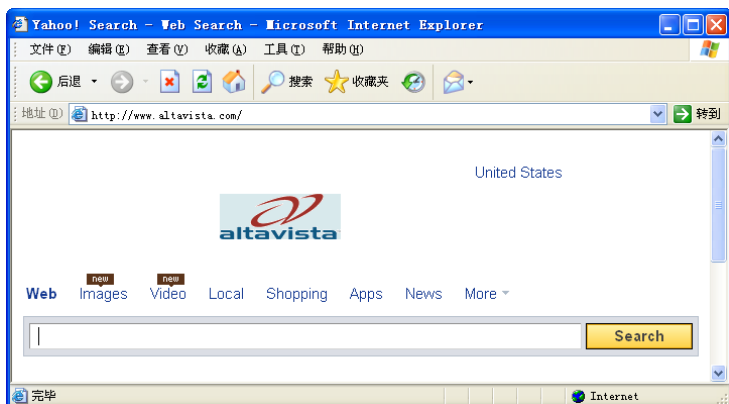 Yahoo! Search - Web Search - Microsoft Internet Explorer
文件(F) 编辑(E) 查看(V) 收藏(A) 工具(T) 帮助(H)
后退 搜索 收藏夹
地址(D) http://www.altavista.com/ 转到
United States
altavista
new new
Web Images Video Local Shopping Apps News More
Search
完毕 Internet